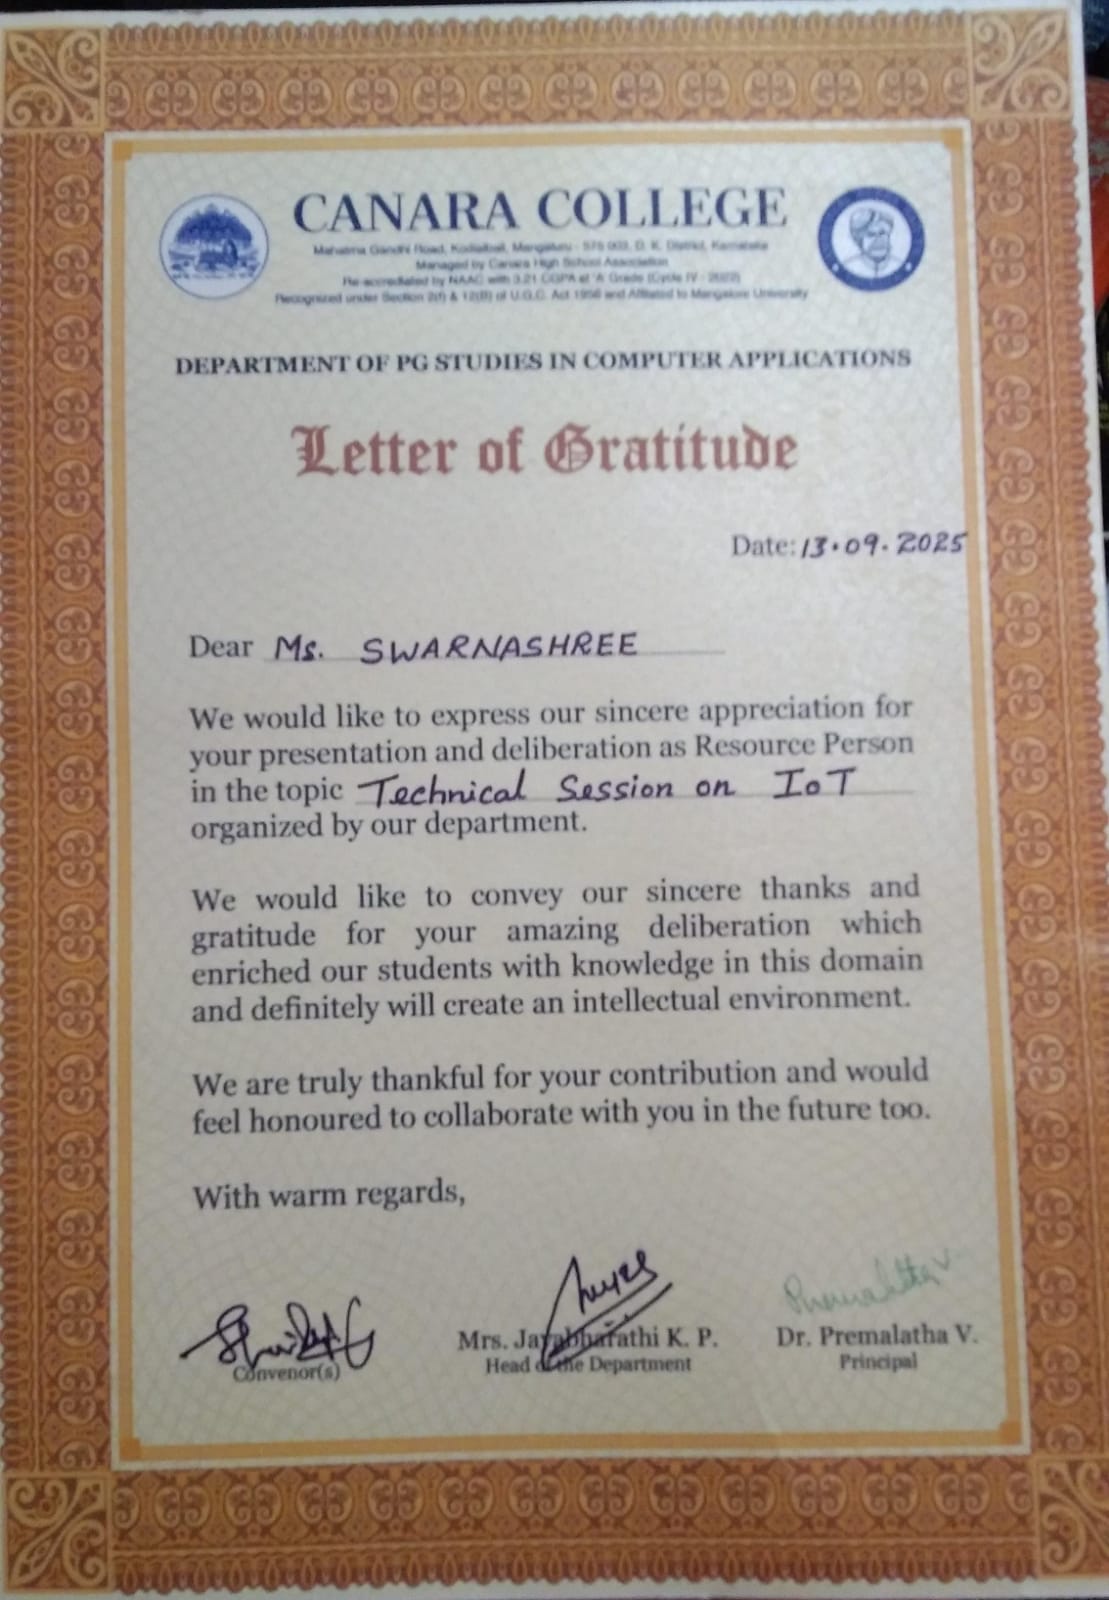 CANARA COLLEGE
Mahatma Gandhi Road, Kodialbail, Mangaluru - 575 003, D. K. District, Karnataka
Managed by Canara High School Association
Re-accredited by NAAC with 3.21 CGPA at 'A' Grade (Cycle IV - 2022)
Recognized under Section 2(f) & 12(B) of U.G.C. Act 1956 and Affiliated to Mangalore University
DEPARTMENT OF PG STUDIES IN COMPUTER APPLICATIONS
Letter of Gratitude
Date: 13.09.2025
Dear Ms. SWARNASHREE
We would like to express our sincere appreciation for
your presentation and deliberation as Resource Person
in the topic Technical Session on IoT
organized by our department.
We would like to convey our sincere thanks and
gratitude for your amazing deliberation which
enriched our students with knowledge in this domain
and definitely will create an intellectual environment.
We are truly thankful for your contribution and would
feel honoured to collaborate with you in the future too.
With warm regards,
Premalatha V
Convenor(s)
Mrs. Jayabharathi K. P.
Head of the Department
Dr. Premalatha V.
Principal